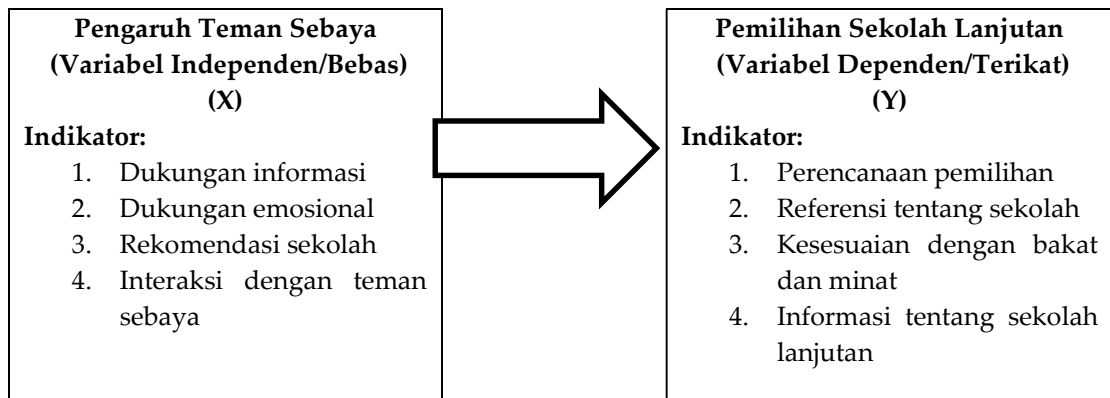 Pengaruh Teman Sebaya
(Variabel Independen/Bebas)
(X)
Indikator:
1. Dukungan informasi
2. Dukungan emosional
3. Rekomendasi sekolah
4. Interaksi dengan teman
sebaya
Pemilihan Sekolah Lanjutan
(Variabel Dependen/Terikat)
(Y)
Indikator:
1. Perencanaan pemilihan
2. Referensi tentang sekolah
3. Kesesuaian dengan bakat
dan minat
4. Informasi tentang sekolah
lanjutan